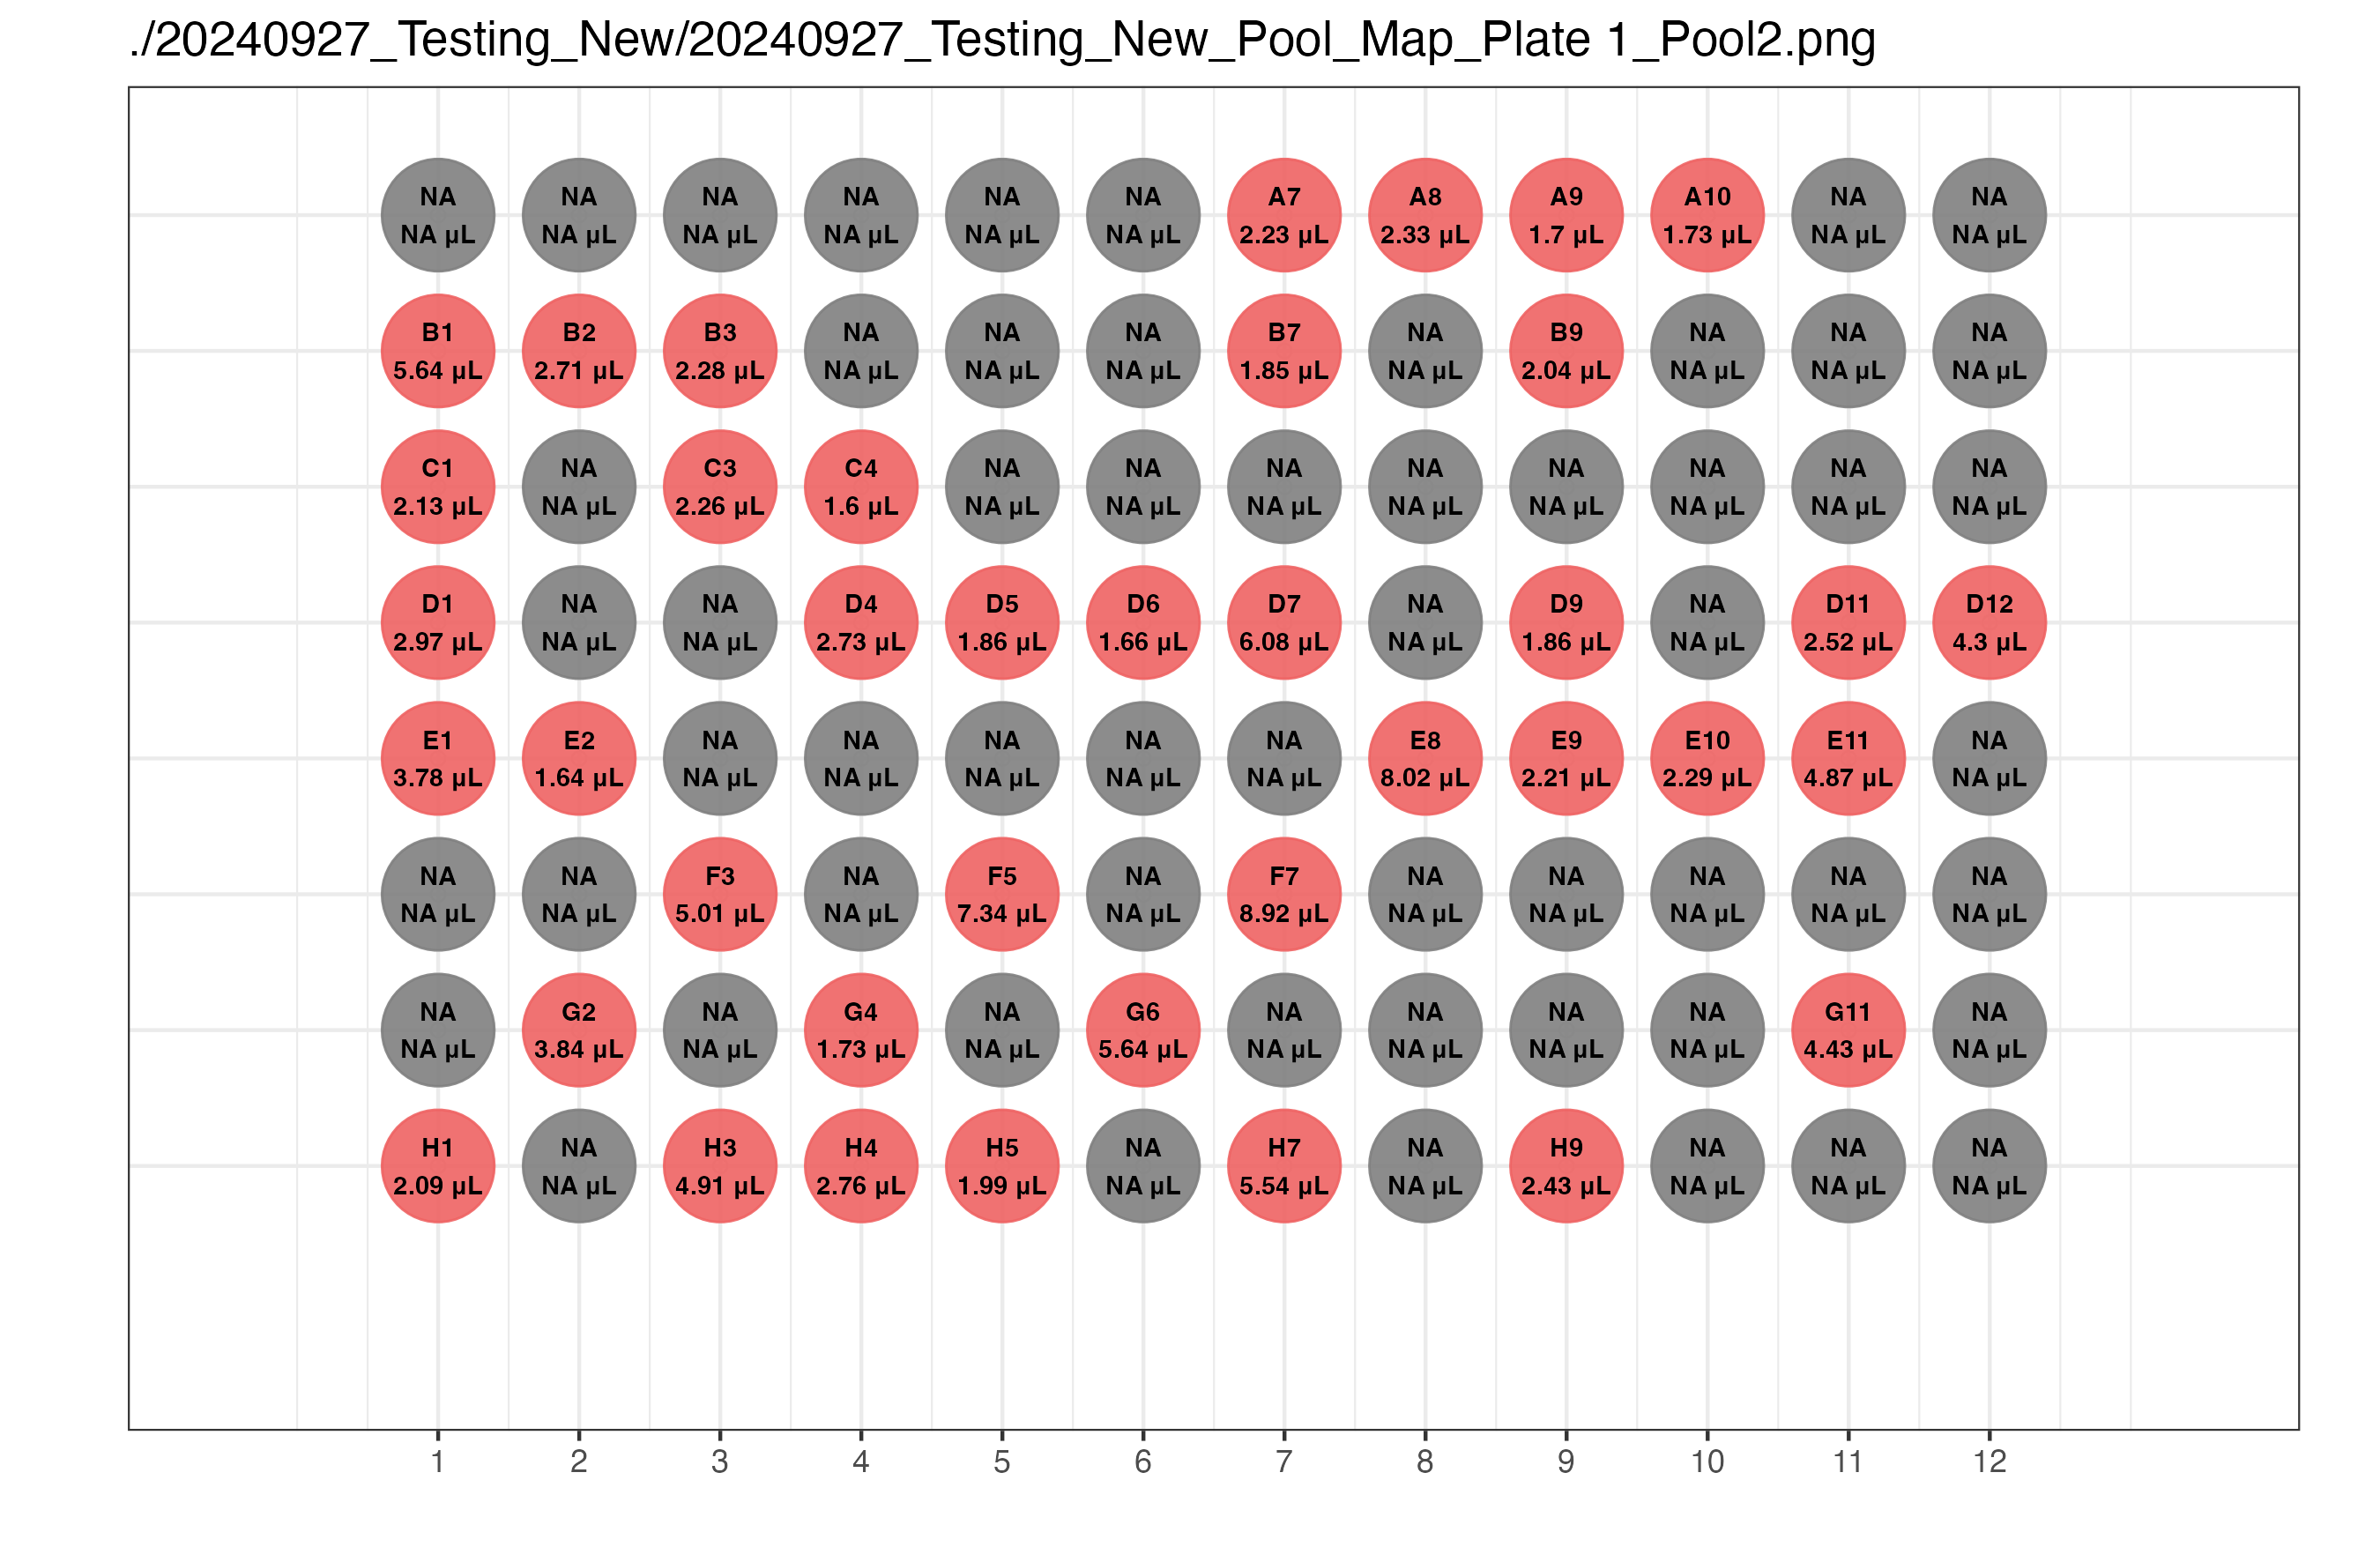 ./20240927_Testing_New/20240927_Testing_New_Pool_Map_Plate 1_Pool2.png
NA NA NA NA NA NA A7 A8 A9 A10 NA NA
NA µL NA µL NA µL NA µL NA µL NA µL 2.23 µL 2.33 µL 1.7 µL 1.73 µL NA µL NA µL
B1 B2 B3 NA NA NA B7 NA B9 NA NA NA
5.64 µL 2.71 µL 2.28 µL NA µL NA µL NA µL 1.85 µL NA µL 2.04 µL NA µL NA µL NA µL
C1 NA C3 C4 NA NA NA NA NA NA NA NA
2.13 µL NA µL 2.26 µL 1.6 µL NA µL NA µL NA µL NA µL NA µL NA µL NA µL NA µL
D1 NA NA D4 D5 D6 D7 NA D9 NA D11 D12
2.97 µL NA µL NA µL 2.73 µL 1.86 µL 1.66 µL 6.08 µL NA µL 1.86 µL NA µL 2.52 µL 4.3 µL
E1 E2 NA NA NA NA NA E8 E9 E10 E11 NA
3.78 µL 1.64 µL NA µL NA µL NA µL NA µL NA µL 8.02 µL 2.21 µL 2.29 µL 4.87 µL NA µL
NA NA F3 NA F5 NA F7 NA NA NA NA NA
NA µL NA µL 5.01 µL NA µL 7.34 µL NA µL 8.92 µL NA µL NA µL NA µL NA µL NA µL
NA G2 NA G4 NA G6 NA NA NA NA G11 NA
NA µL 3.84 µL NA µL 1.73 µL NA µL 5.64 µL NA µL NA µL NA µL NA µL 4.43 µL NA µL
H1 NA H3 H4 H5 NA H7 NA H9 NA NA NA
2.09 µL NA µL 4.91 µL 2.76 µL 1.99 µL NA µL 5.54 µL NA µL 2.43 µL NA µL NA µL NA µL
1 2 3 4 5 6 7 8 9 10 11 12